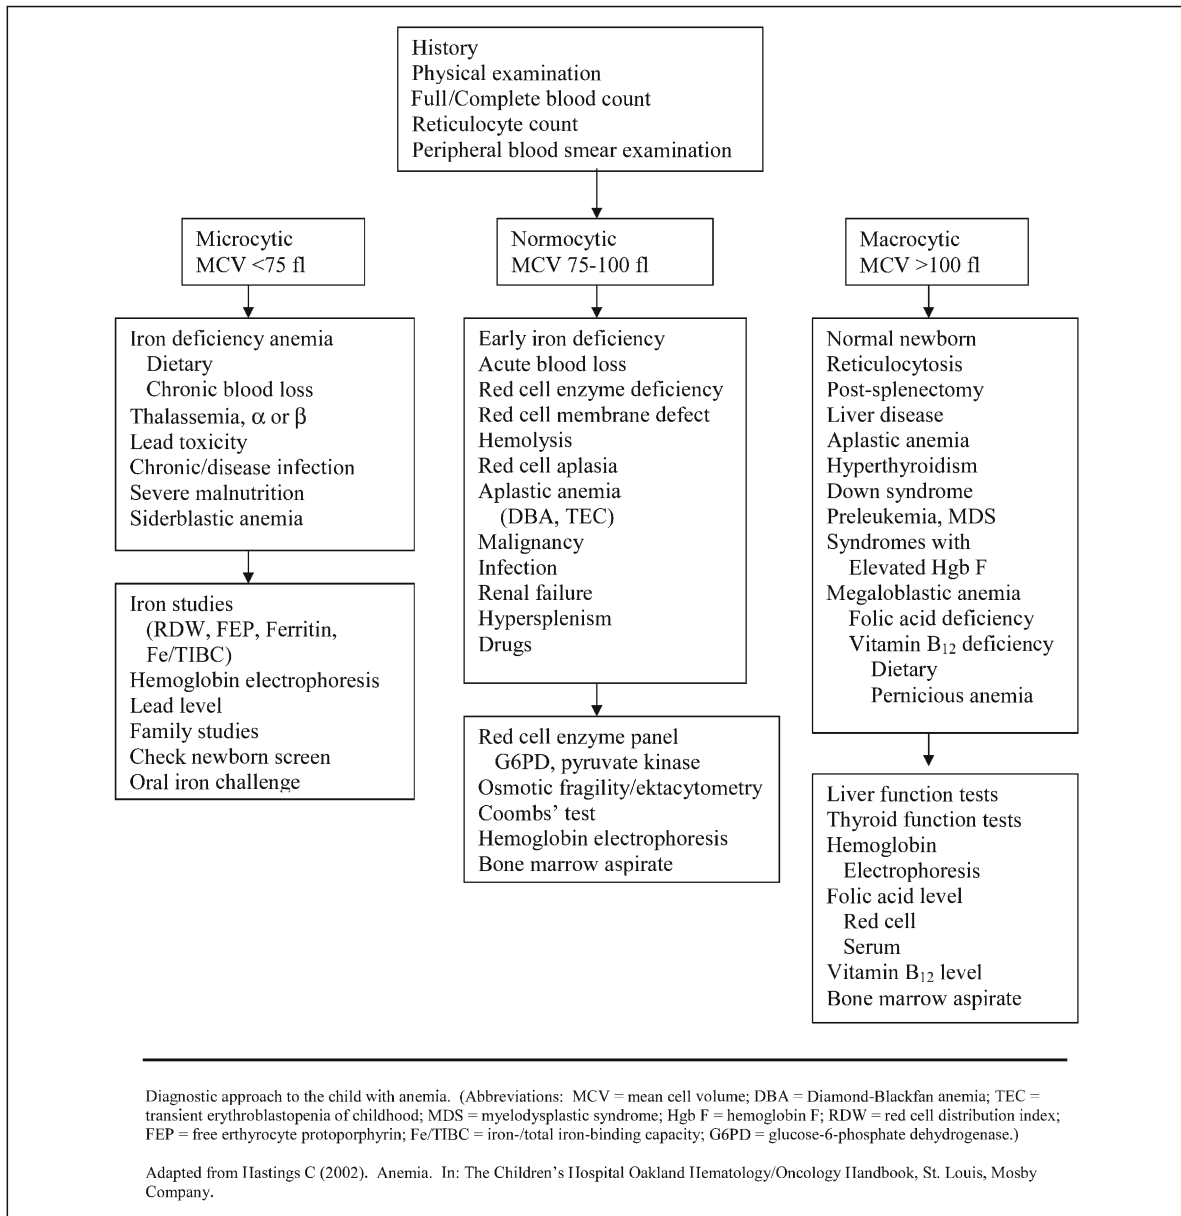 History
Physical examination
Full/Complete blood count
Reticulocyte count
Peripheral blood smear examination
Microcytic
MCV <75 fl
Normocytic
MCV 75-100 fl
Macrocytic
MCV >100 fl
Iron deficiency anemia
Dietary
Chronic blood loss
Thalassemia, α or β
Lead toxicity
Chronic/disease infection
Severe malnutrition
Siderblastic anemia
Iron studies
(RDW, FEP, Ferritin,
Fe/TIBC)
Hemoglobin electrophoresis
Lead level
Family studies
Check newborn screen
Oral iron challenge
Early iron deficiency
Acute blood loss
Red cell enzyme deficiency
Red cell membrane defect
Hemolysis
Red cell aplasia
Aplastic anemia
(DBA, TEC)
Malignancy
Infection
Renal failure
Hypersplenism
Drugs
Red cell enzyme panel
G6PD, pyruvate kinase
Osmotic fragility/ektacytometry
Coombs’ test
Hemoglobin electrophoresis
Bone marrow aspirate
Normal newborn
Reticulocytosis
Post-splenectomy
Liver disease
Aplastic anemia
Hyperthyroidism
Down syndrome
Preleukemia, MDS
Syndromes with
Elevated Hgb F
Megaloblastic anemia
Folic acid deficiency
Vitamin B₁₂ deficiency
Dietary
Pernicious anemia
Liver function tests
Thyroid function tests
Hemoglobin
Electrophoresis
Folic acid level
Red cell
Serum
Vitamin B₁₂ level
Bone marrow aspirate
Diagnostic approach to the child with anemia. (Abbreviations: MCV = mean cell volume; DBA = Diamond-Blackfan anemia; TEC =
transient erythroblastopenia of childhood; MDS = myelodysplastic syndrome; Hgb F = hemoglobin F; RDW = red cell distribution index;
FEP = free erthyrocyte protoporphyrin; Fe/TIBC = iron-/total iron-binding capacity; G6PD = glucose-6-phosphate dehydrogenase.)
Adapted from Hastings C (2002). Anemia. In: The Children’s Hospital Oakland Hematology/Oncology Handbook, St. Louis, Mosby
Company.